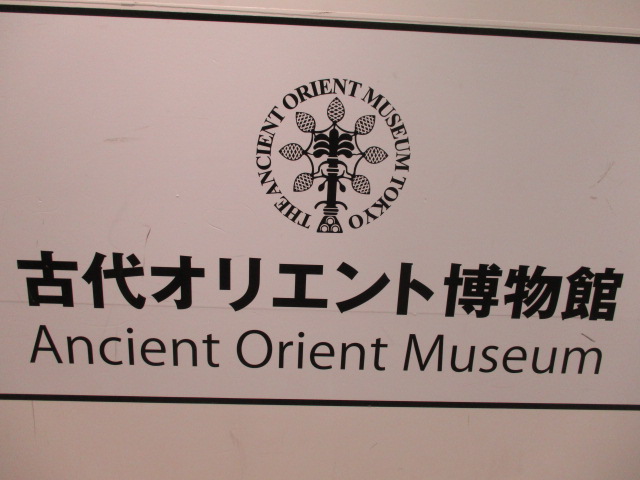 THE ANCIENT ORIENT MUSEUM TOKYO
古代オリエント博物館
Ancient Orient Museum